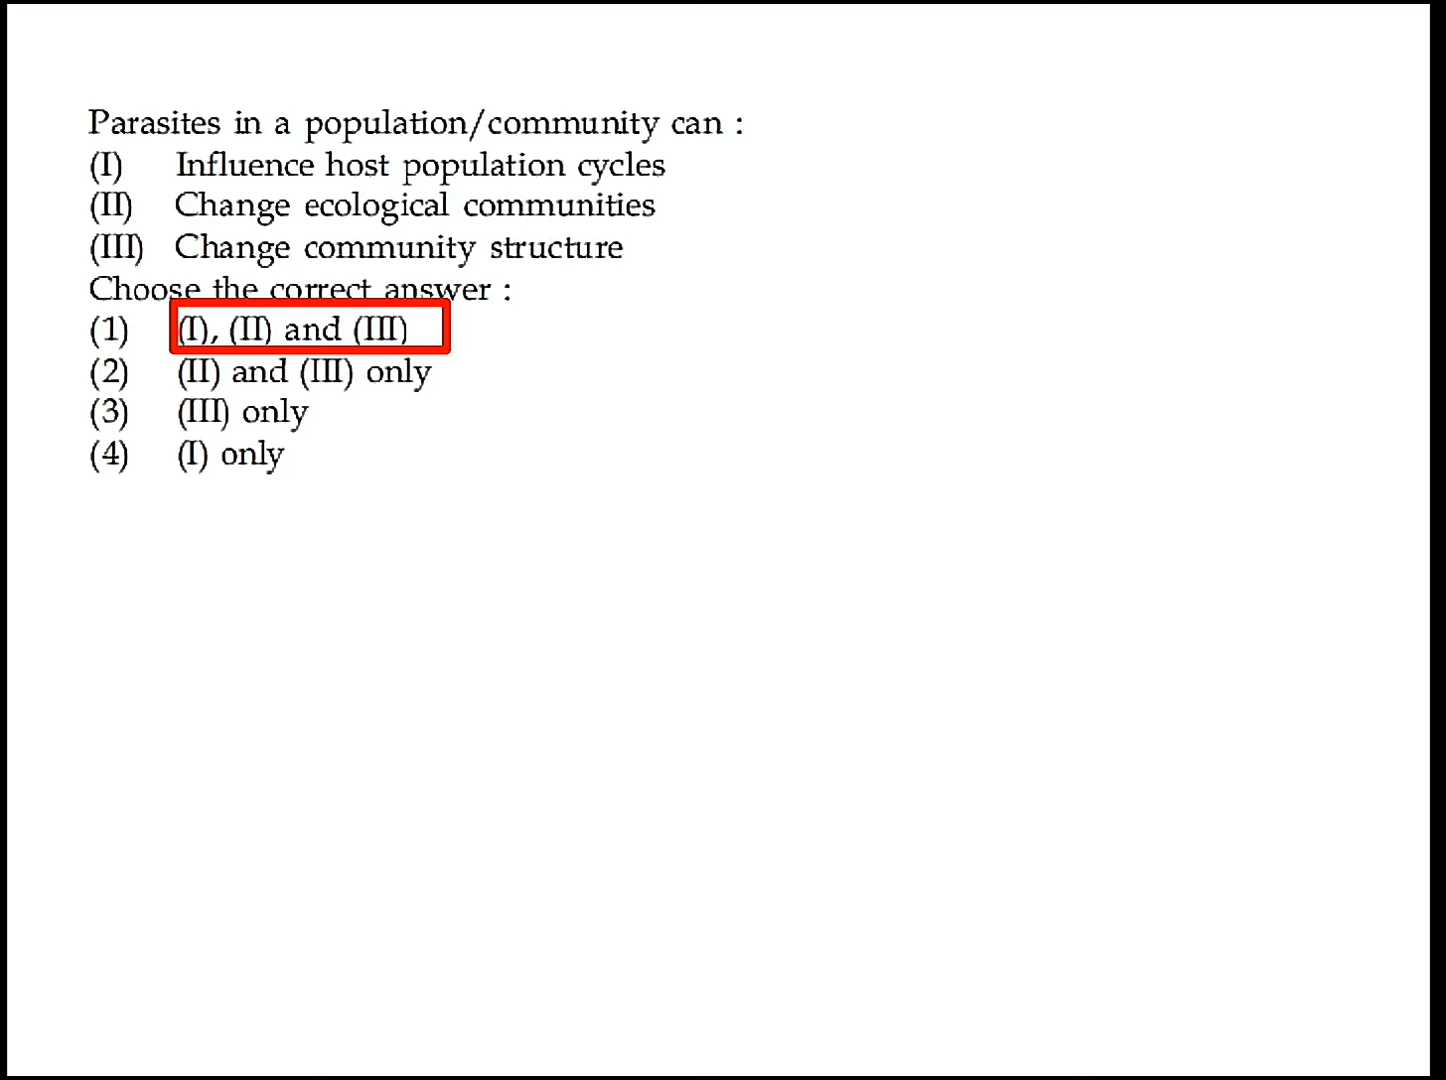 Parasites in a population/community can :
(I) Influence host population cycles
(II) Change ecological communities
(III) Change community structure
Choose the correct answer :
(1) (I), (II) and (III)
(2) (II) and (III) only
(3) (III) only
(4) (I) only